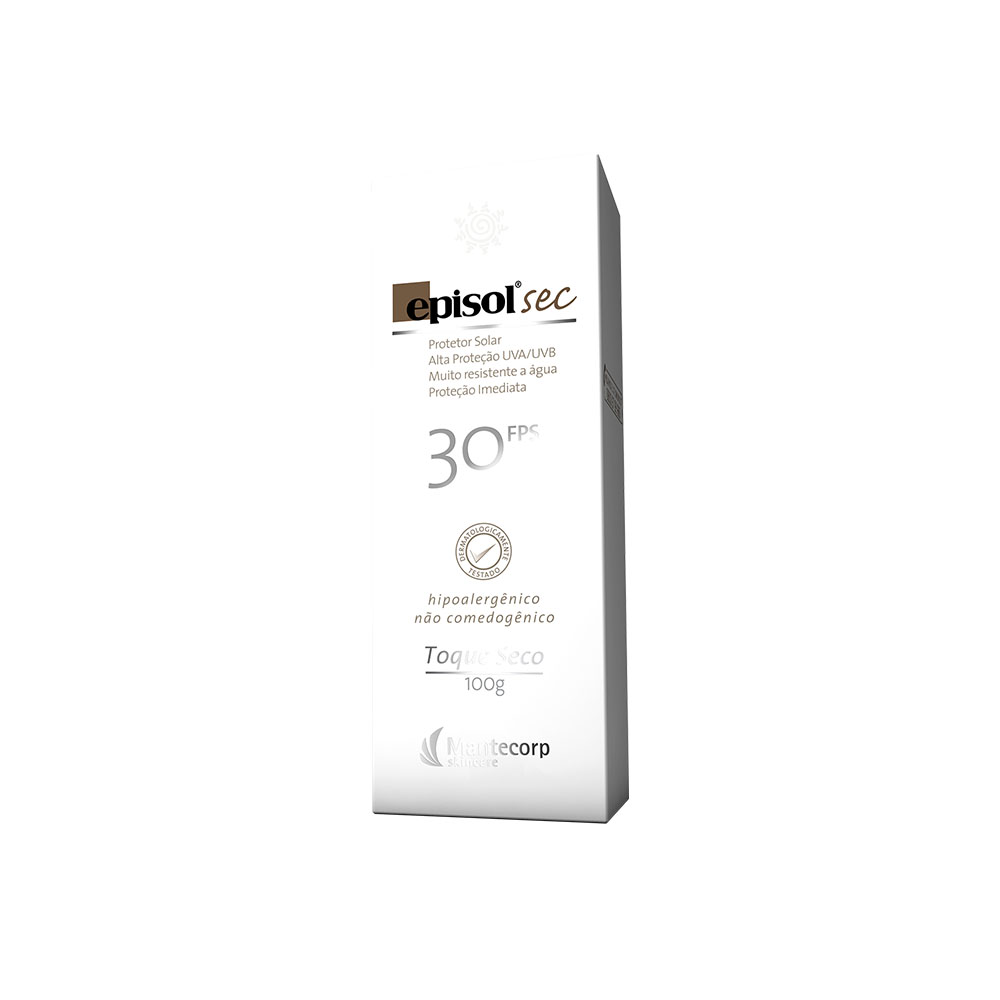 episol® sec
Protetor Solar
Alta Proteção UVA/UVB
Muito resistente a água
Proteção Imediata
30 FPS
DERMATOLOGICAMENTE
TESTADO
hipoalergênico
não comedogênico
Toque Seco
100g
Mantecorp
skincare